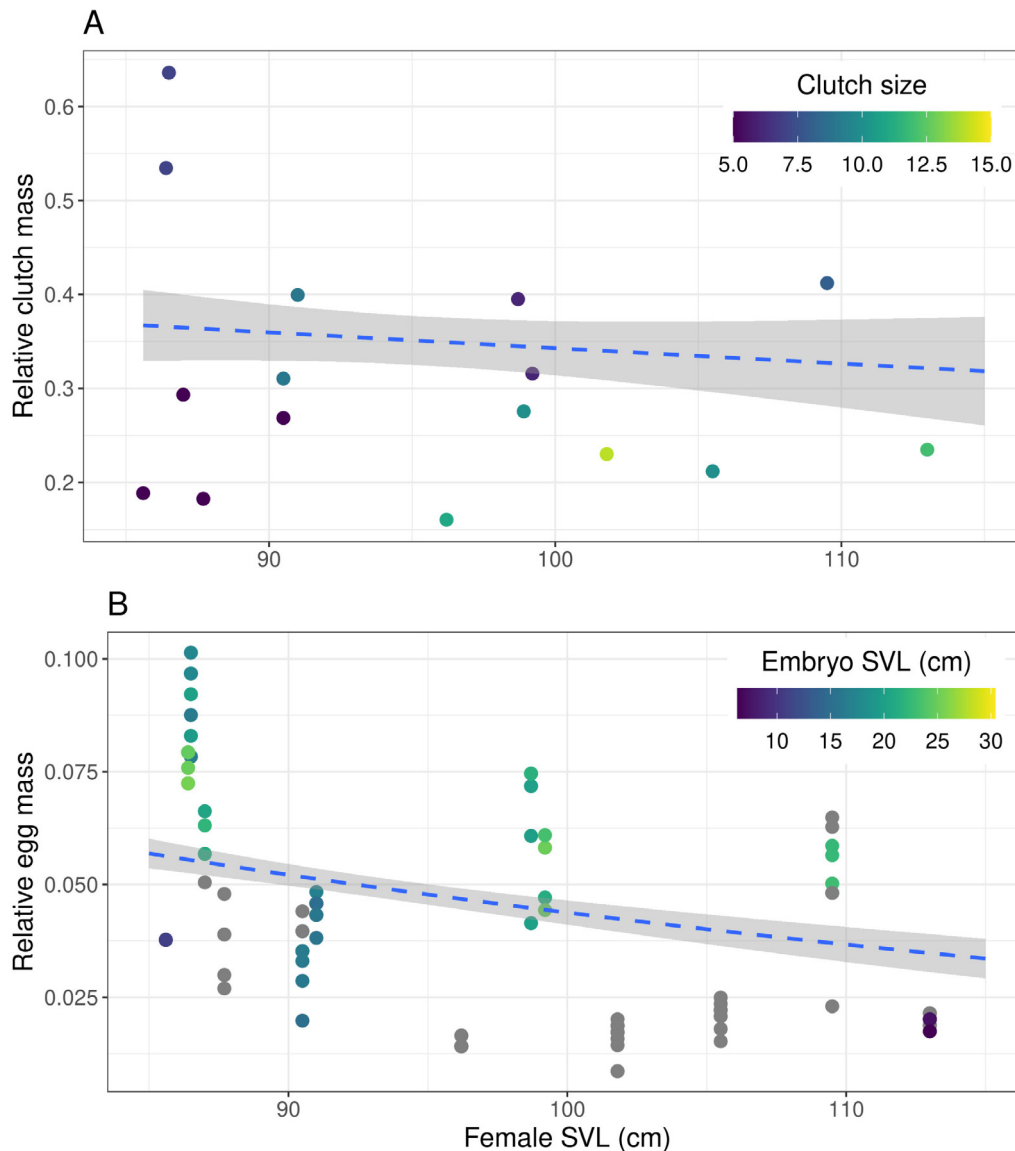 A
Clutch size
5.0 7.5 10.0 12.5 15.0
0.6
0.5
0.4
0.3
0.2
Relative clutch mass
90 100 110
B
Embryo SVL (cm)
10 15 20 25 30
0.100
0.075
0.050
0.025
Relative egg mass
90 100 110
Female SVL (cm)